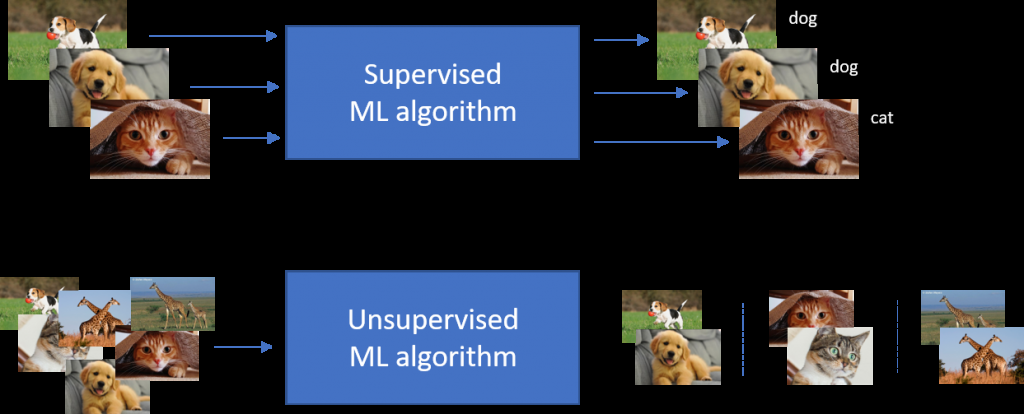 dog
Supervised
ML algorithm
dog
cat
Unsupervised
ML algorithm